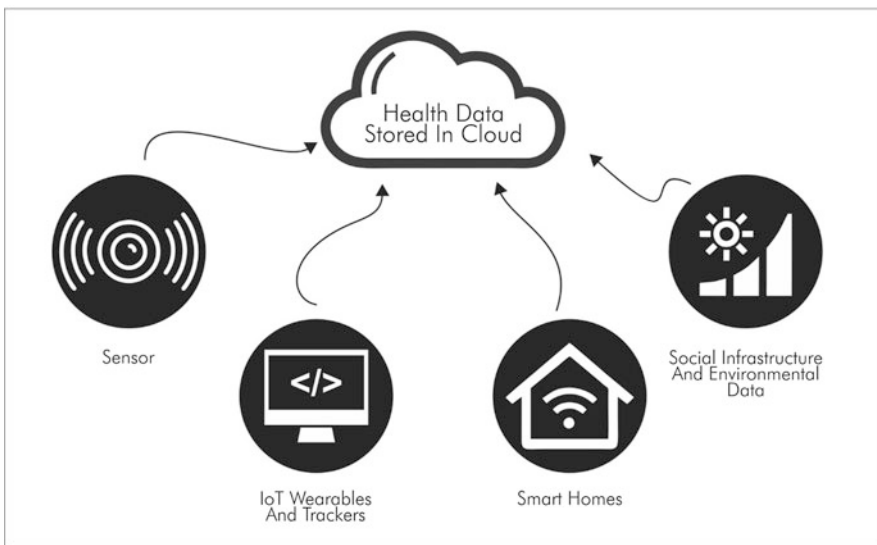 Health Data
Stored In Cloud
Sensor
</>
IoT Wearables
And Trackers
Smart Homes
Social Infrastructure
And Environmental
Data